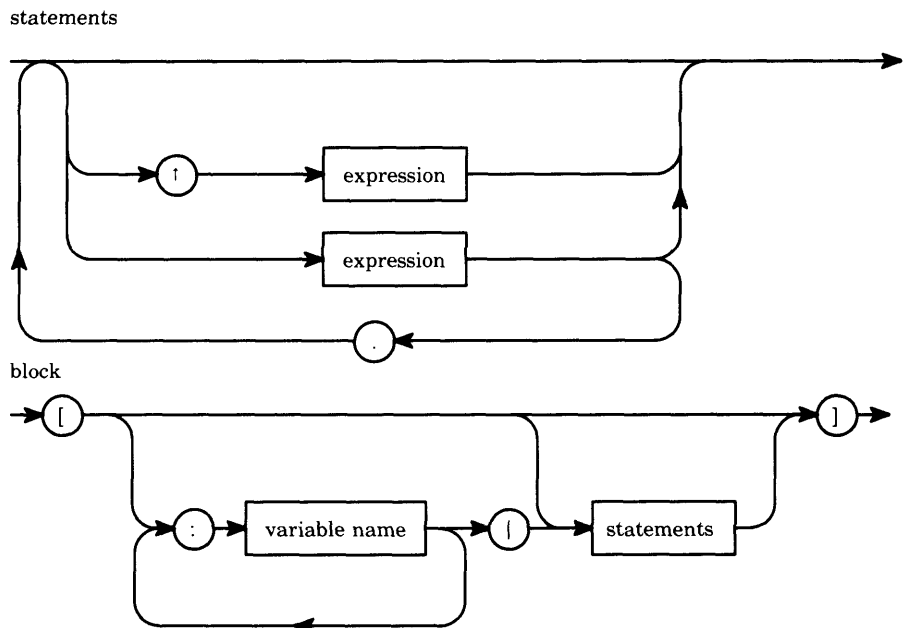 statements
↑ expression
expression
.
block
[ ]
: variable name | statements